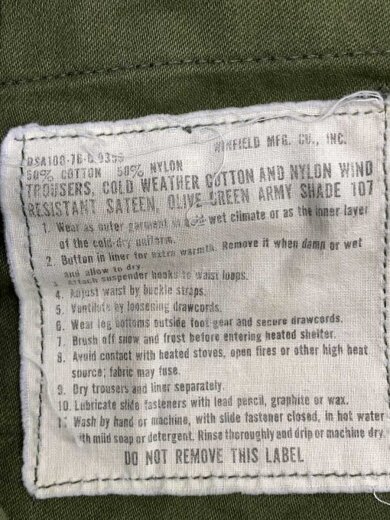 DSA100-76-C 0355 WINFIELD MFG. CO., INC.
50% COTTON 50% NYLON
TROUSERS, COLD WEATHER COTTON AND NYLON WIND
RESISTANT SATEEN, OLIVE GREEN ARMY SHADE 107
1. Wear as outer garment in cold wet climate or as the inner layer
of the cold-dry uniform.
2. Button in liner for extra warmth. Remove it when damp or wet
and allow to dry
3. Attach suspender hooks to waist loops.
4. Adjust waist by buckle straps.
5. Ventilate by loosening drawcords.
6. Wear leg bottoms outside foot gear and secure drawcords.
7. Brush off snow and frost before entering heated shelter.
8. Avoid contact with heated stoves, open fires or other high heat
source; fabric may fuse.
9. Dry trousers and liner separately.
10. Lubricate slide fasteners with lead pencil, graphite or wax.
11. Wash by hand or machine, with slide fastener closed, in hot water
with mild soap or detergent. Rinse thoroughly and drip or machine dry.
DO NOT REMOVE THIS LABEL